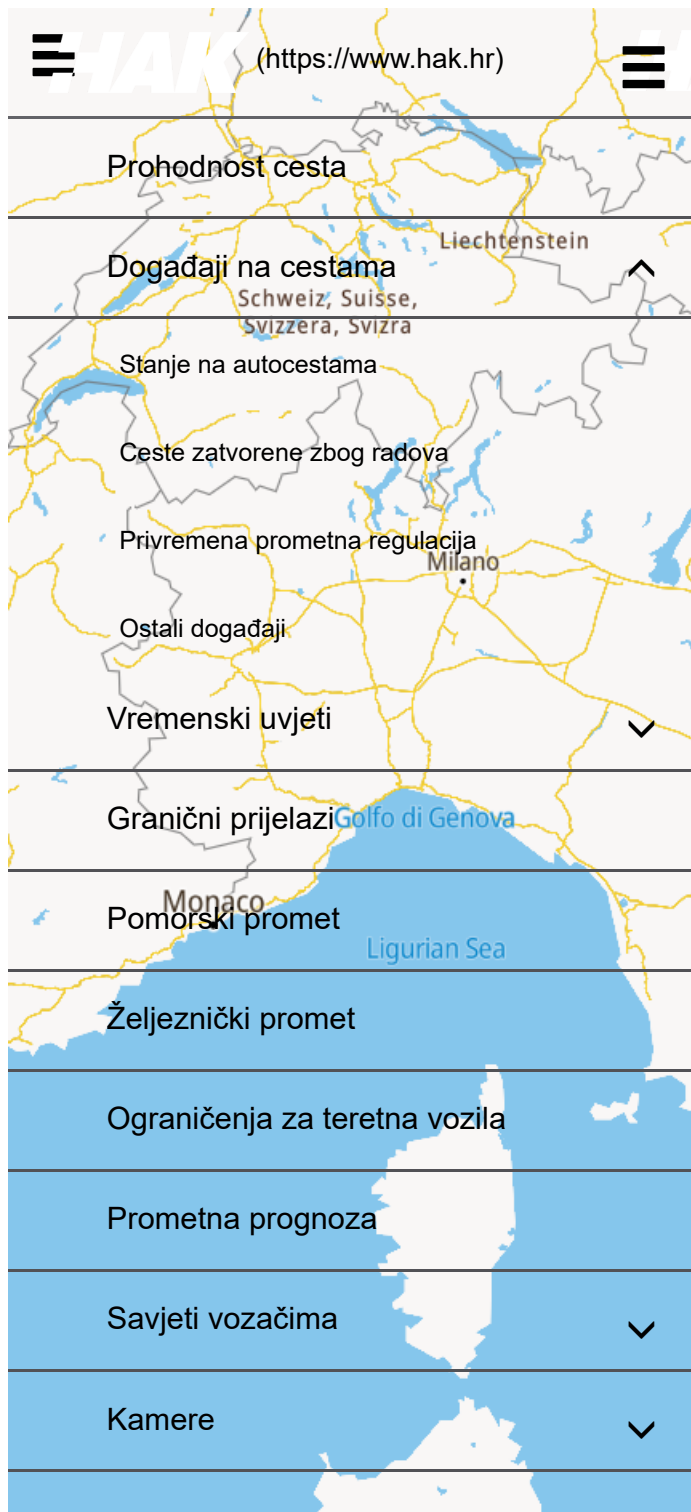 HAK (https://www.hak.hr)
Prohodnost cesta
Liechtenstein
Događaji na cestama
Schweiz, Suisse,
Svizzera, Svizra
Stanje na autocestama
Ceste zatvorene zbog radova
Privremena prometna regulacija
Milano
Ostali događaji
Vremenski uvjeti
Granični prijelazi
Golfo di Genova
Monaco
Pomorski promet
Ligurian Sea
Željeznički promet
Ograničenja za teretna vozila
Prometna prognoza
Savjeti vozačima
Kamere